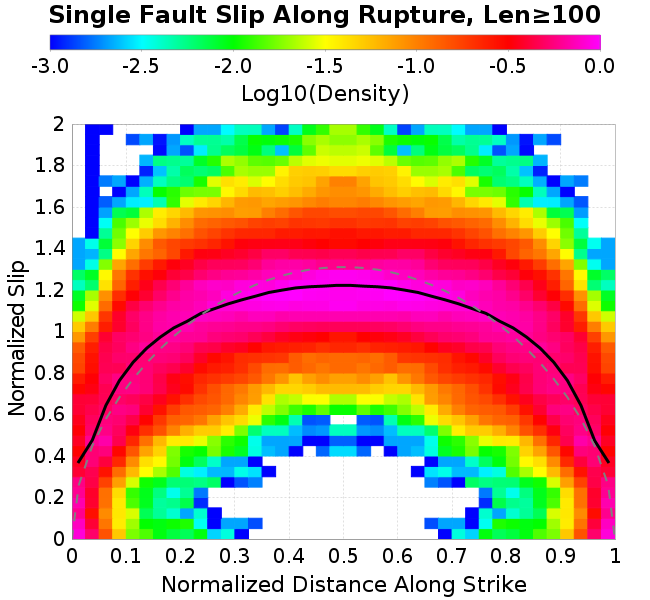 Single Fault Slip Along Rupture, Len≥100
-3.0 -2.5 -2.0 -1.5 -1.0 -0.5 0.0
Log10(Density)
2
1.8
1.6
1.4
1.2
1
0.8
0.6
0.4
0.2
0
Normalized Slip
0 0.1 0.2 0.3 0.4 0.5 0.6 0.7 0.8 0.9 1
Normalized Distance Along Strike